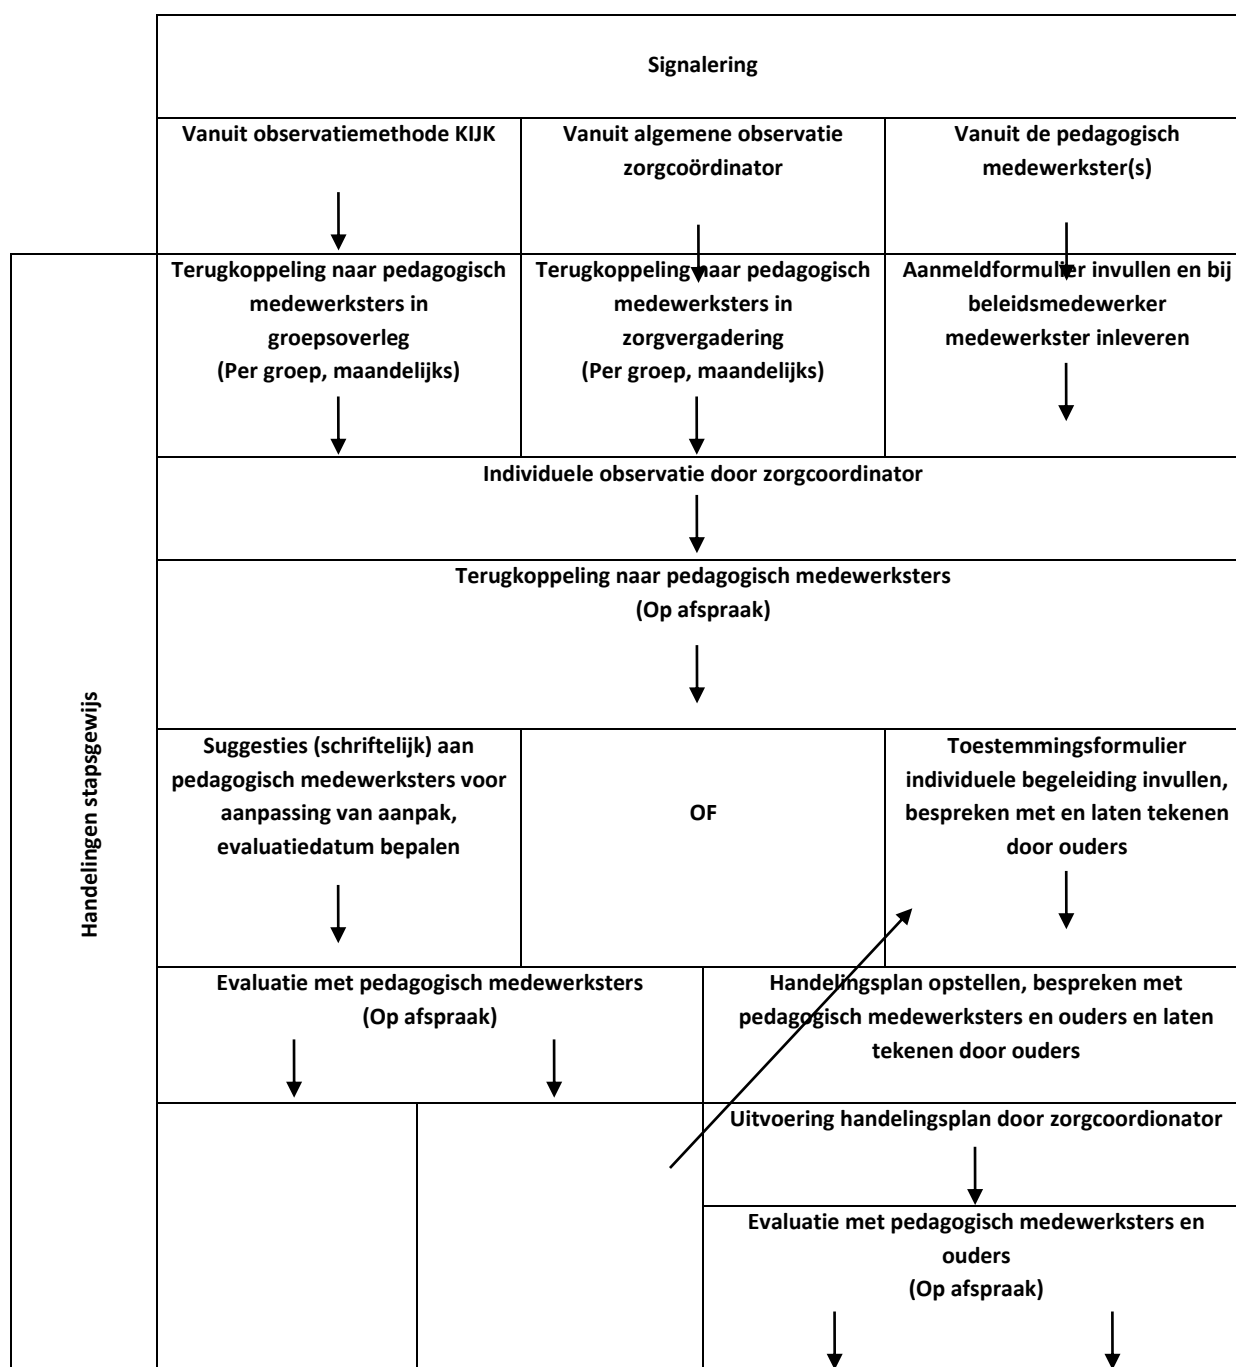 Signalering
Vanuit observatiemethode KIJK
Vanuit algemene observatie
zorgcoördinator
Vanuit de pedagogisch
medewerkster(s)
Handelingen stapsgewijs
Terugkoppeling naar pedagogisch
medewerksters in
groepsoverleg
(Per groep, maandelijks)
Terugkoppeling naar pedagogisch
medewerksters in
zorgvergadering
(Per groep, maandelijks)
Aanmeldformulier invullen en bij
beleidsmedewerker
medewerkster inleveren
Individuele observatie door zorgcoordinator
Terugkoppeling naar pedagogisch medewerksters
(Op afspraak)
Suggesties (schriftelijk) aan
pedagogisch medewerksters voor
aanpassing van aanpak,
evaluatiedatum bepalen
OF
Toestemmingsformulier
individuele begeleiding invullen,
bespreken met en laten tekenen
door ouders
Evaluatie met pedagogisch medewerksters
(Op afspraak)
Handelingsplan opstellen, bespreken met
pedagogisch medewerksters en ouders en laten
tekenen door ouders
Uitvoering handelingsplan door zorgcoordionator
Evaluatie met pedagogisch medewerksters en
ouders
(Op afspraak)